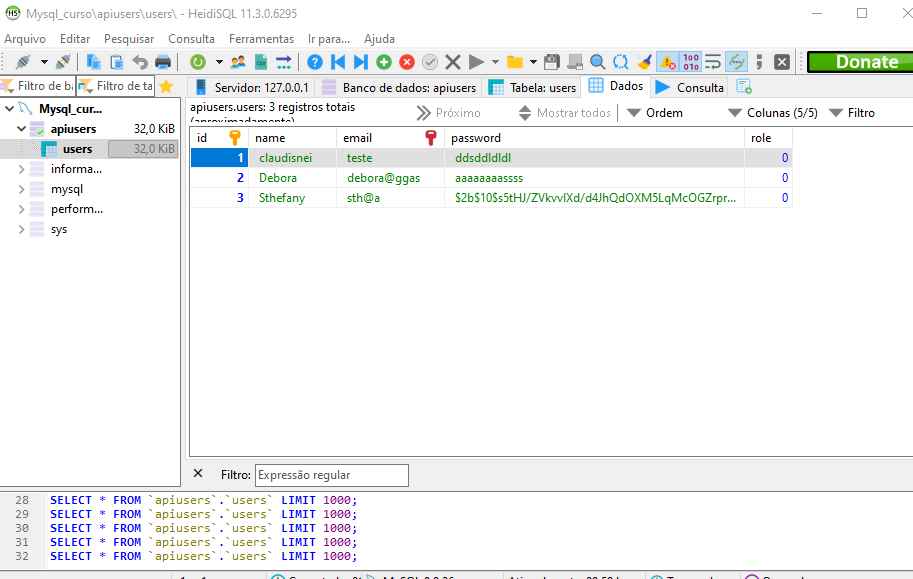 Mysql_curso\apiusers\users\ - HeidiSQL 11.3.0.6295
Arquivo Editar Pesquisar Consulta Ferramentas Ir para... Ajuda
Donate
Filtro de ba Filtro de ta Servidor: 127.0.0.1 Banco de dados: apiusers Tabela: users Dados Consulta
apiusers.users: 3 registros totais
(aproximadamente) Próximo Mostrar todos Ordem Colunas (5/5) Filtro
Mysql_cur...
apiusers 32,0 KiB
users 32,0 KiB
informa...
mysql
perform...
sys
id name email password role
1 claudisnei teste ddsddldldl 0
2 Debora debora@ggas aaaaaaaassss 0
3 Sthefany sth@a $2b$10$s5tHJ/ZVkvvlXd/d4JhQdOXM5LqMcOGZrpr... 0
Filtro: Expressão regular
28 SELECT * FROM `apiusers`.`users` LIMIT 1000;
29 SELECT * FROM `apiusers`.`users` LIMIT 1000;
30 SELECT * FROM `apiusers`.`users` LIMIT 1000;
31 SELECT * FROM `apiusers`.`users` LIMIT 1000;
32 SELECT * FROM `apiusers`.`users` LIMIT 1000;